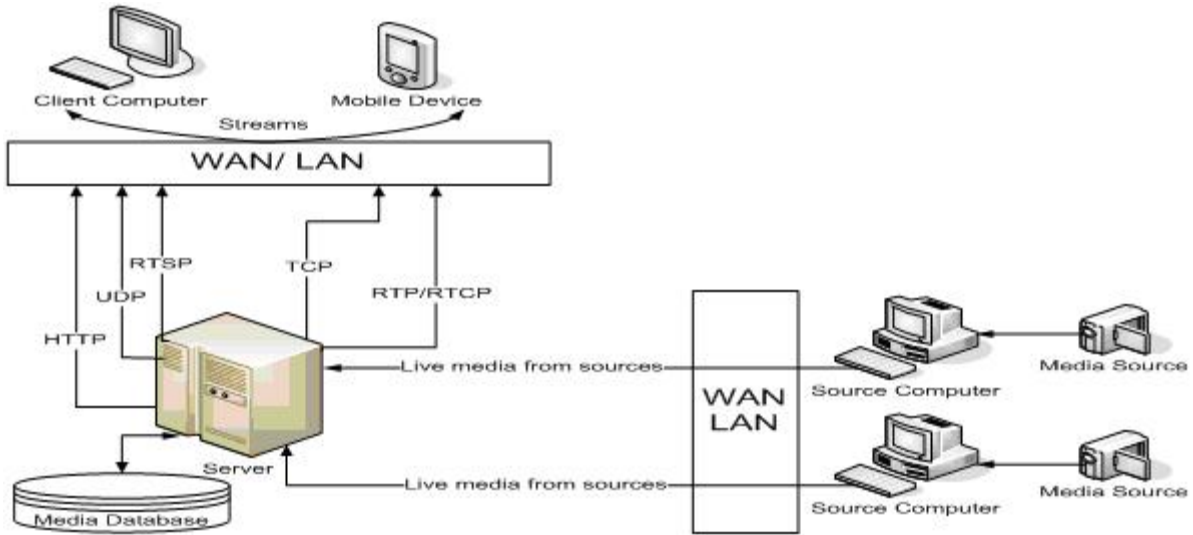 Client Computer
Mobile Device
Streams
WAN/ LAN
RTSP
TCP
UDP
RTP/RTCP
HTTP
Live media from sources
Source Computer
Media Source
WAN
LAN
Server
Live media from sources
Source Computer
Media Source
Media Database